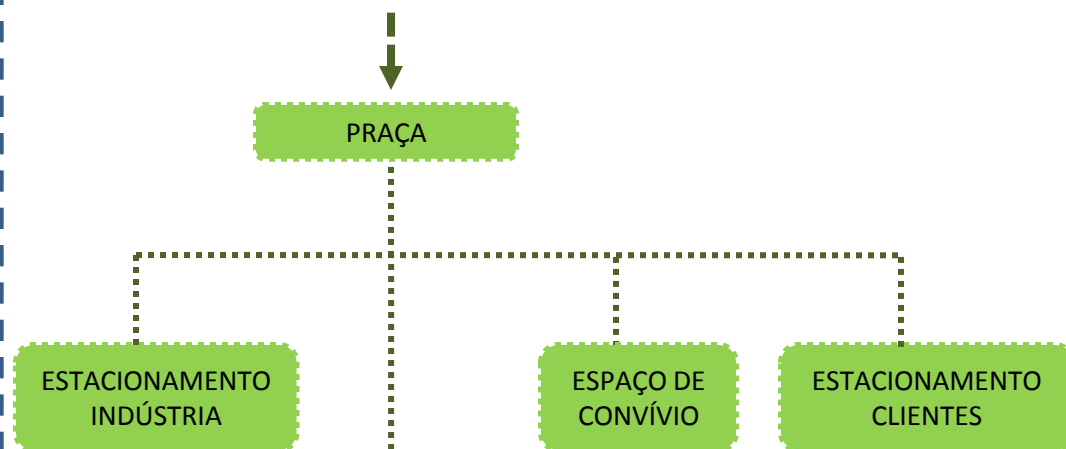 PRAÇA
ESTACIONAMENTO
INDÚSTRIA
ESPAÇO DE
CONVÍVIO
ESTACIONAMENTO
CLIENTES